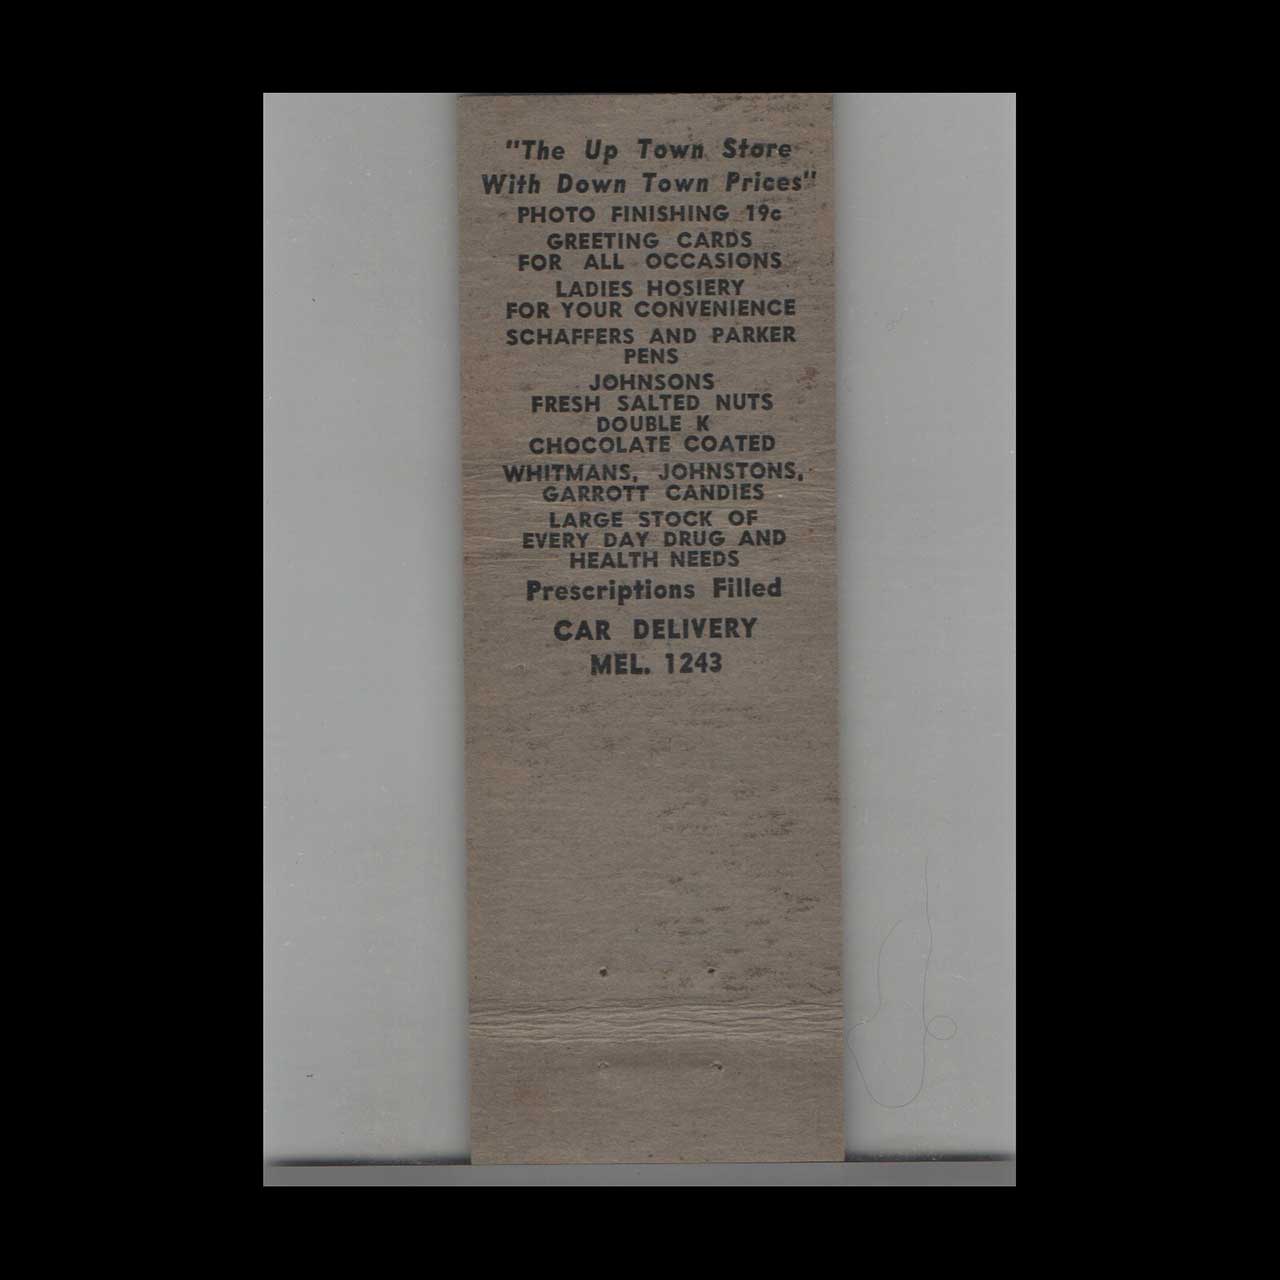 "The Up Town Store
With Down Town Prices"
PHOTO FINISHING 19c
GREETING CARDS
FOR ALL OCCASIONS
LADIES HOSIERY
FOR YOUR CONVENIENCE
SCHAFFERS AND PARKER
PENS
JOHNSONS
FRESH SALTED NUTS
DOUBLE K
CHOCOLATE COATED
WHITMANS, JOHNSTONS,
GARROTT CANDIES
LARGE STOCK OF
EVERY DAY DRUG AND
HEALTH NEEDS
Prescriptions Filled
CAR DELIVERY
MEL. 1243